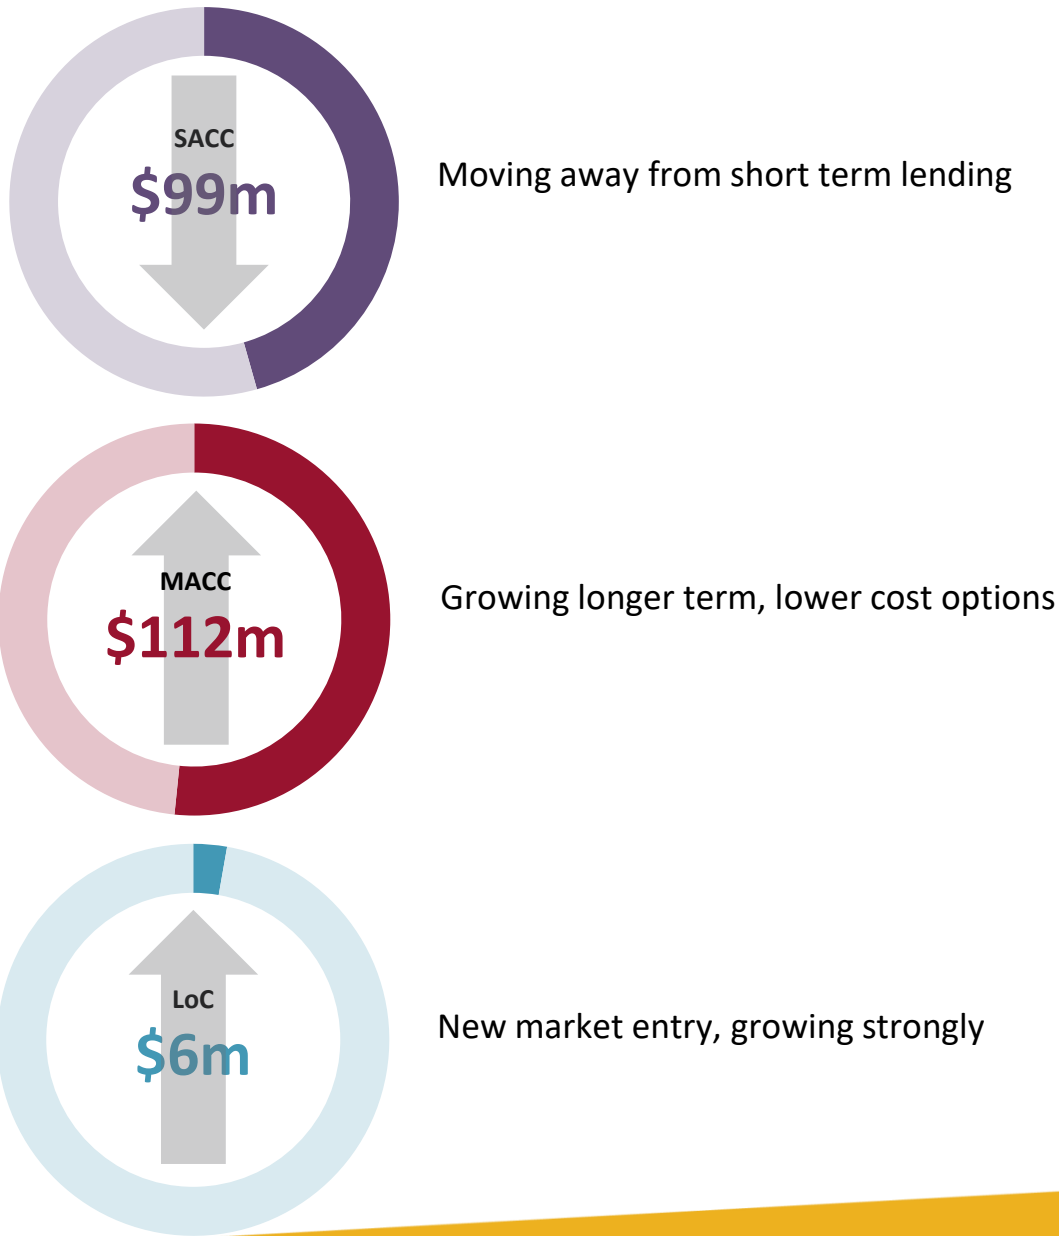 SACC
$99m
Moving away from short term lending
MACC
$112m
Growing longer term, lower cost options
LoC
$6m
New market entry, growing strongly